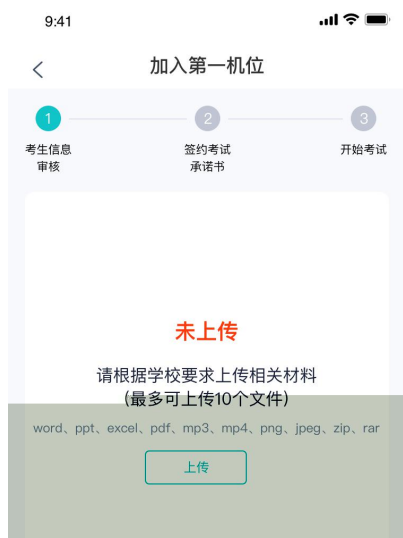 9:41
加入第一机位
1 2 3
考生信息 签约考试 开始考试
审核 承诺书
未上传
请根据学校要求上传相关材料
(最多可上传10个文件)
word、ppt、excel、pdf、mp3、mp4、png、jpeg、zip、rar
上传